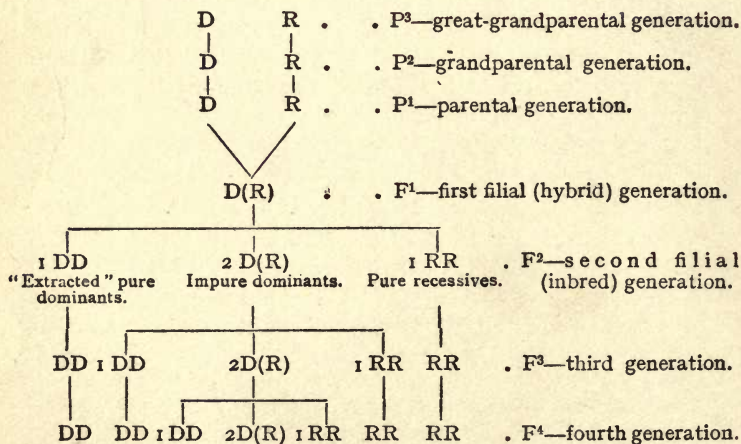 D R . . P³—great-grandparental generation.
D R . . P²—grandparental generation.
D R . . P¹—parental generation.
D(R) . . F¹—first filial (hybrid) generation.
1 DD 2 D(R) 1 RR . F²—second filial
"Extracted" pure Impure dominants. Pure recessives. (inbred) generation.
dominants.
DD 1 DD 2D(R) 1 RR RR . F³—third generation.
DD DD 1 DD 2D(R) 1 RR RR RR . F⁴—fourth generation.